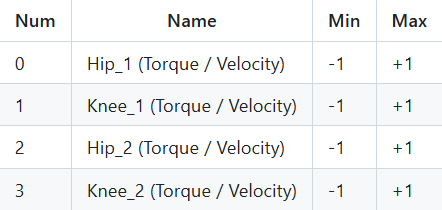 Num Name Min Max
0 Hip_1 (Torque / Velocity) -1 +1
1 Knee_1 (Torque / Velocity) -1 +1
2 Hip_2 (Torque / Velocity) -1 +1
3 Knee_2 (Torque / Velocity) -1 +1